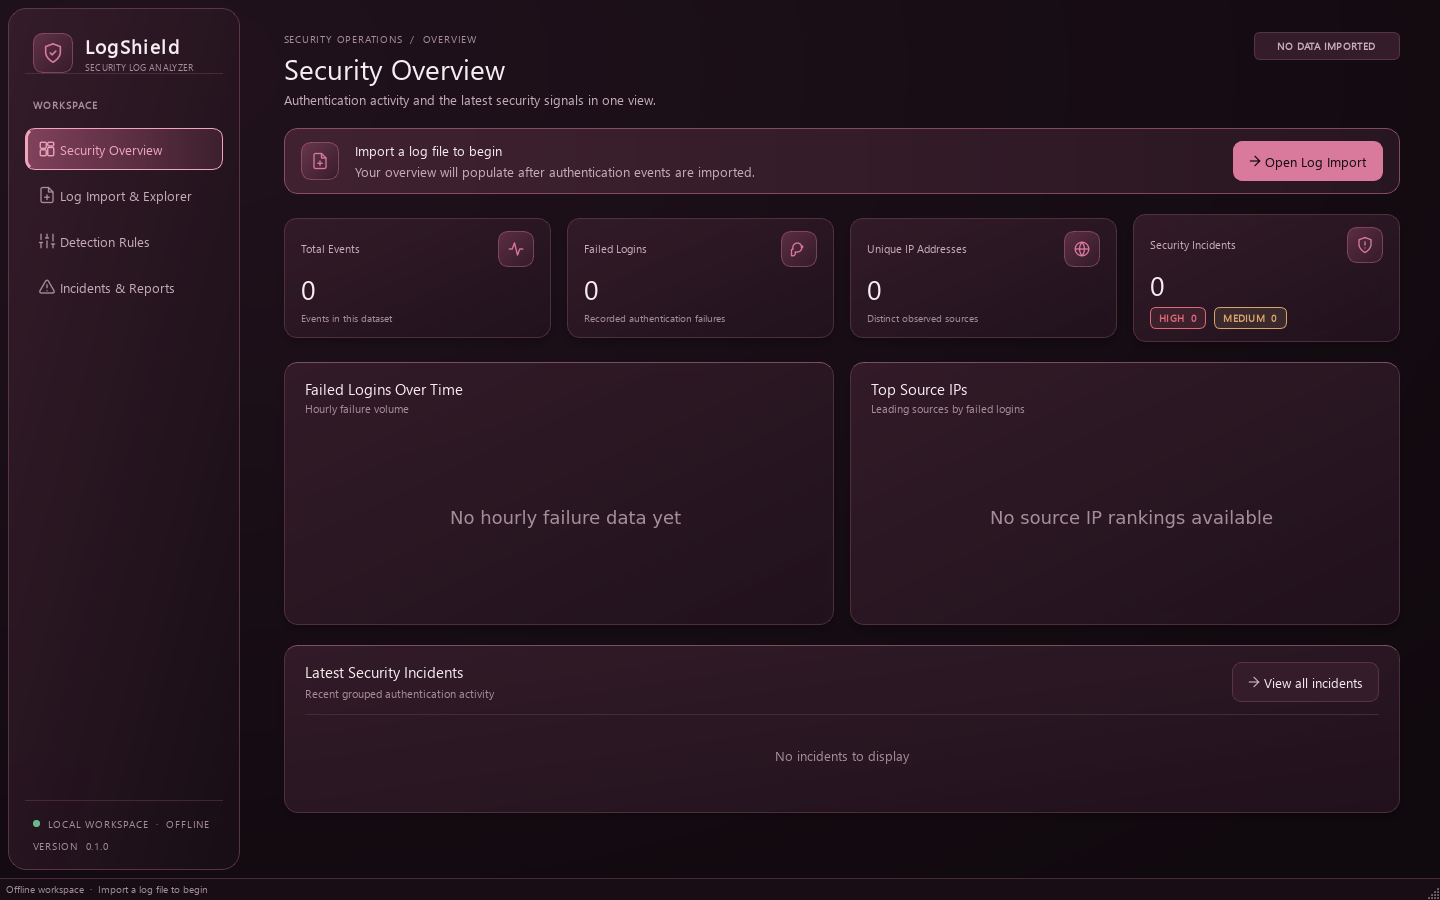 LogShield
SECURITY LOG ANALYZER
WORKSPACE
Security Overview
Log Import & Explorer
Detection Rules
Incidents & Reports
LOCAL WORKSPACE · OFFLINE
VERSION 0.1.0
SECURITY OPERATIONS / OVERVIEW
Security Overview
Authentication activity and the latest security signals in one view.
NO DATA IMPORTED
Import a log file to begin
Your overview will populate after authentication events are imported.
Open Log Import
Total Events
0
Events in this dataset
Failed Logins
0
Recorded authentication failures
Unique IP Addresses
0
Distinct observed sources
Security Incidents
0
HIGH 0
MEDIUM 0
Failed Logins Over Time
Hourly failure volume
No hourly failure data yet
Top Source IPs
Leading sources by failed logins
No source IP rankings available
Latest Security Incidents
Recent grouped authentication activity
View all incidents
No incidents to display
Offline workspace · Import a log file to begin